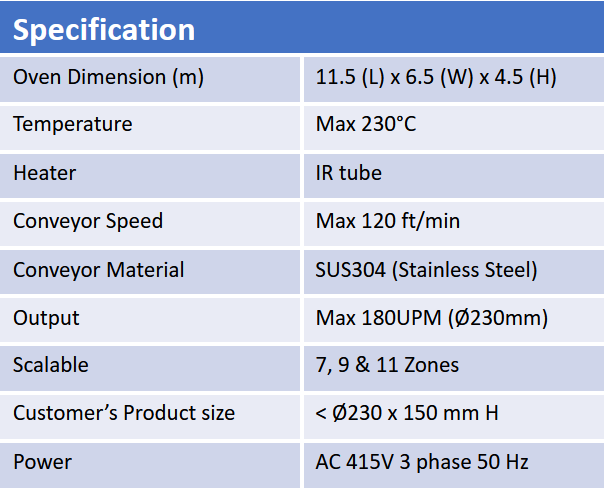 Specification
Oven Dimension (m) 11.5 (L) x 6.5 (W) x 4.5 (H)
Temperature Max 230°C
Heater IR tube
Conveyor Speed Max 120 ft/min
Conveyor Material SUS304 (Stainless Steel)
Output Max 180UPM (Ø230mm)
Scalable 7, 9 & 11 Zones
Customer’s Product size < Ø230 x 150 mm H
Power AC 415V 3 phase 50 Hz